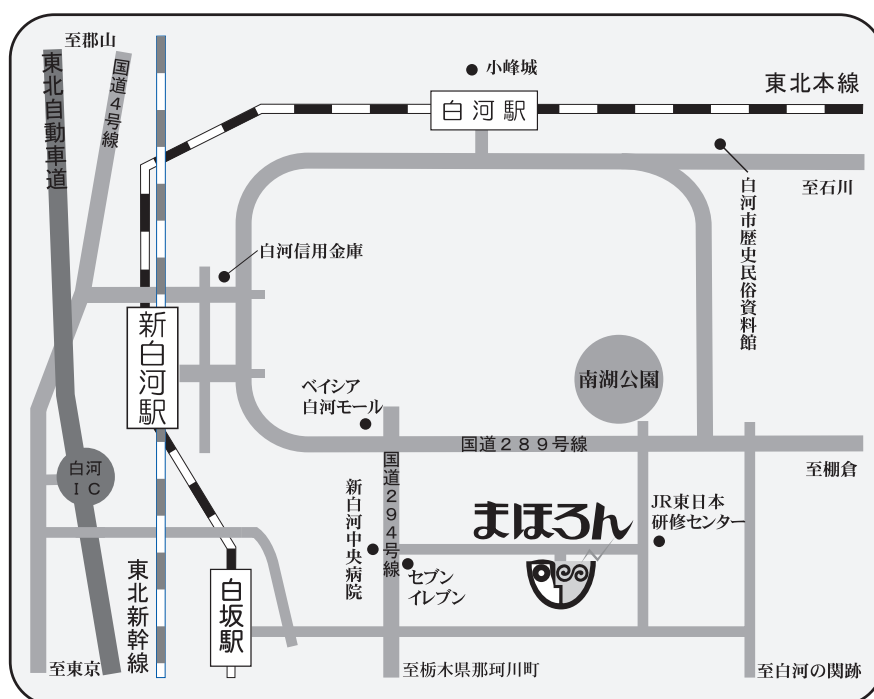 至郡山
東北自動車道
国道4号線
小峰城
白河駅
東北本線
至石川
白河市歴史民俗資料館
白河信用金庫
新白河駅
南湖公園
ベイシア
白河モール
国道289号線
至棚倉
白河
IC
国道294号線
新白河中央病院
まほろん
JR東日本
研修センター
セブン
イレブン
東北新幹線
白坂駅
至東京
至栃木県那珂川町
至白河の関跡